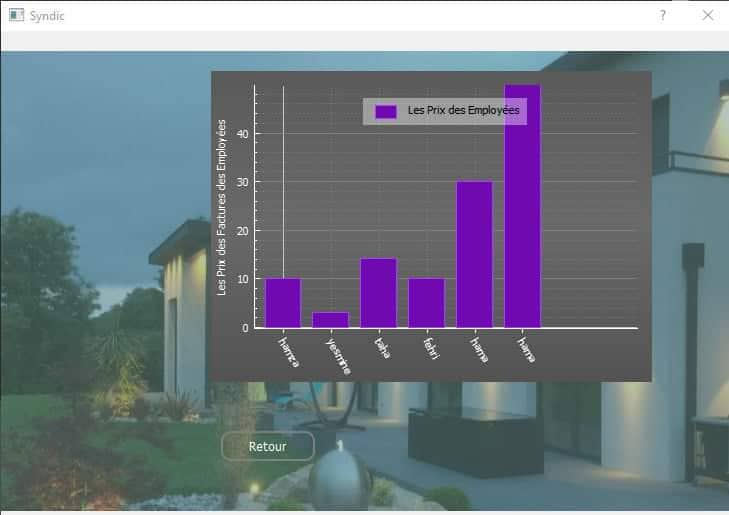 Syndic
?
Les Prix des Employées
Les Prix des Factures des Employées
40
30
20
10
0
hamza
yesmine
taha
fehri
hama
hama
Retour